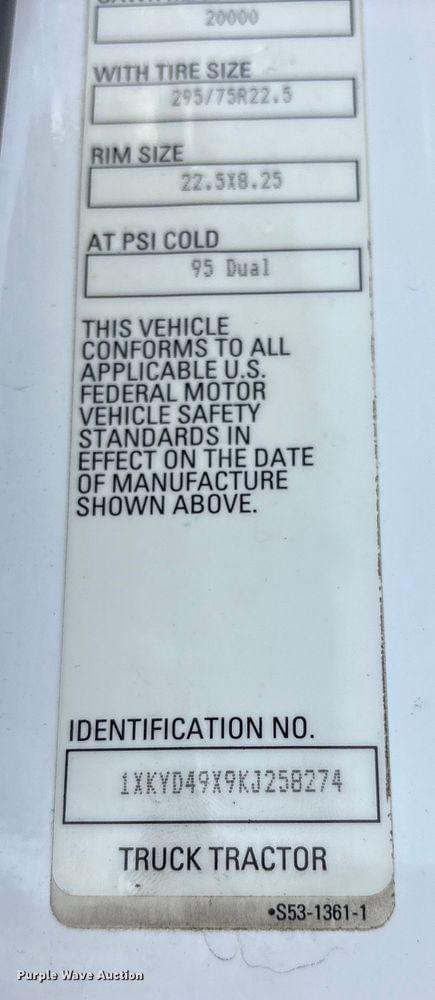 20000
WITH TIRE SIZE
295/75R22.5
RIM SIZE
22.5X8.25
AT PSI COLD
95 Dual
THIS VEHICLE
CONFORMS TO ALL
APPLICABLE U.S.
FEDERAL MOTOR
VEHICLE SAFETY
STANDARDS IN
EFFECT ON THE DATE
OF MANUFACTURE
SHOWN ABOVE.
IDENTIFICATION NO.
1XKYD49X9KJ258274
TRUCK TRACTOR
•S53-1361-1
Purple Wave Auction